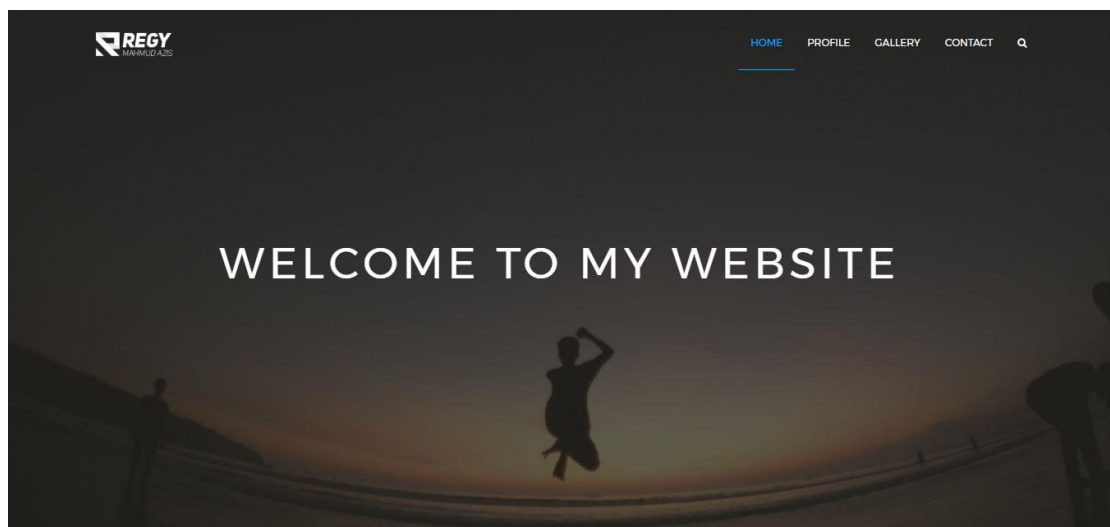 REGY
MAHMUD AZIS
HOME PROFILE GALLERY CONTACT
WELCOME TO MY WEBSITE